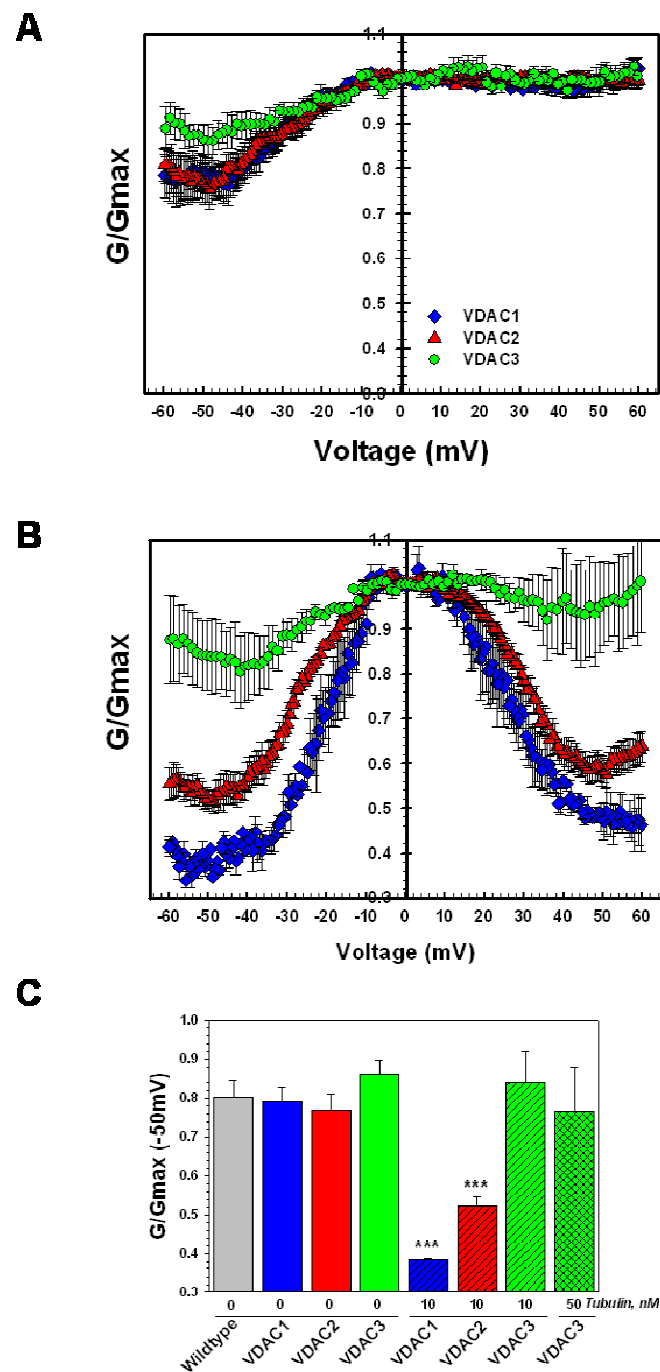 A
1.1
0.9
0.8
0.7
0.6
0.5
0.4
0.3
G/Gmax
VDAC1
VDAC2
VDAC3
-60 -50 -40 -30 -20 -10 0 10 20 30 40 50 60
Voltage (mV)
B
1.1
0.9
0.8
0.7
0.6
0.5
0.4
0.3
G/Gmax
-60 -50 -40 -30 -20 -10 0 10 20 30 40 50 60
Voltage (mV)
C
1.0
0.9
0.8
0.7
0.6
0.5
0.4
0.3
G/Gmax (-50mV)
***
***
0 0 0 0 10 10 10 50 Tubulin, nM
Wildtype VDAC1 VDAC2 VDAC3 VDAC1 VDAC2 VDAC3 VDAC3